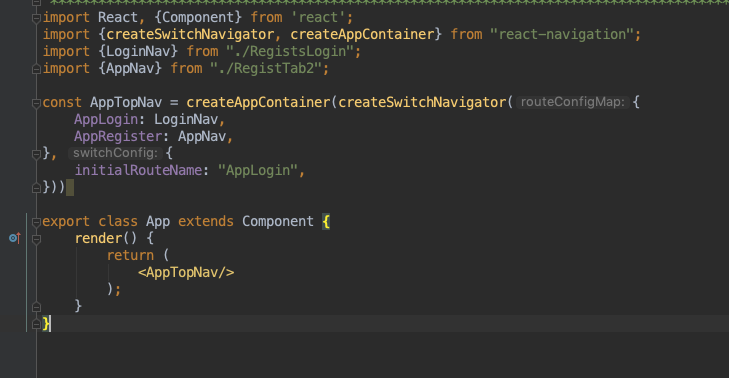 *****************************************************************************
import React, {Component} from 'react';
import {createSwitchNavigator, createAppContainer} from "react-navigation";
import {LoginNav} from "./RegistsLogin";
import {AppNav} from "./RegistTab2";
const AppTopNav = createAppContainer(createSwitchNavigator( routeConfigMap: {
    AppLogin: LoginNav,
    AppRegister: AppNav,
}, switchConfig: {
    initialRouteName: "AppLogin",
}))
export class App extends Component {
    render() {
        return (
            <AppTopNav/>
        );
    }
}